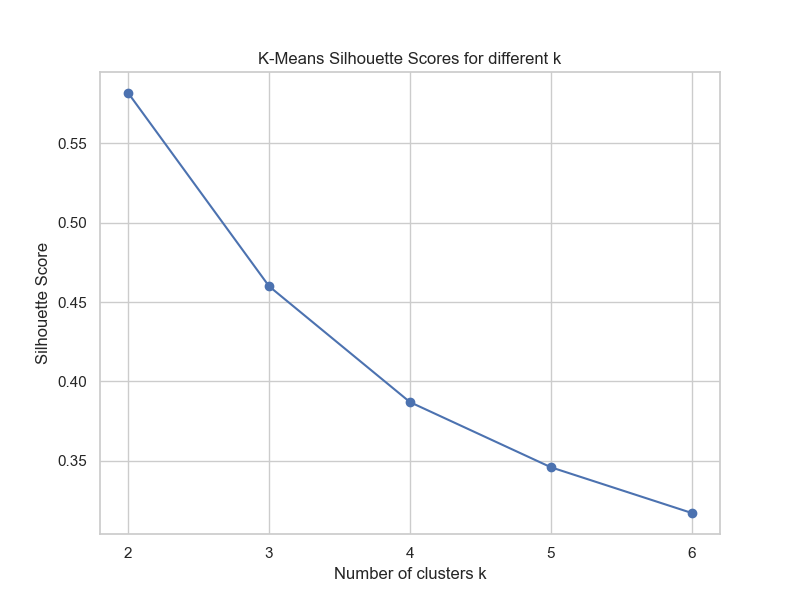 K-Means Silhouette Scores for different k
Silhouette Score
0.55
0.50
0.45
0.40
0.35
2 3 4 5 6
Number of clusters k